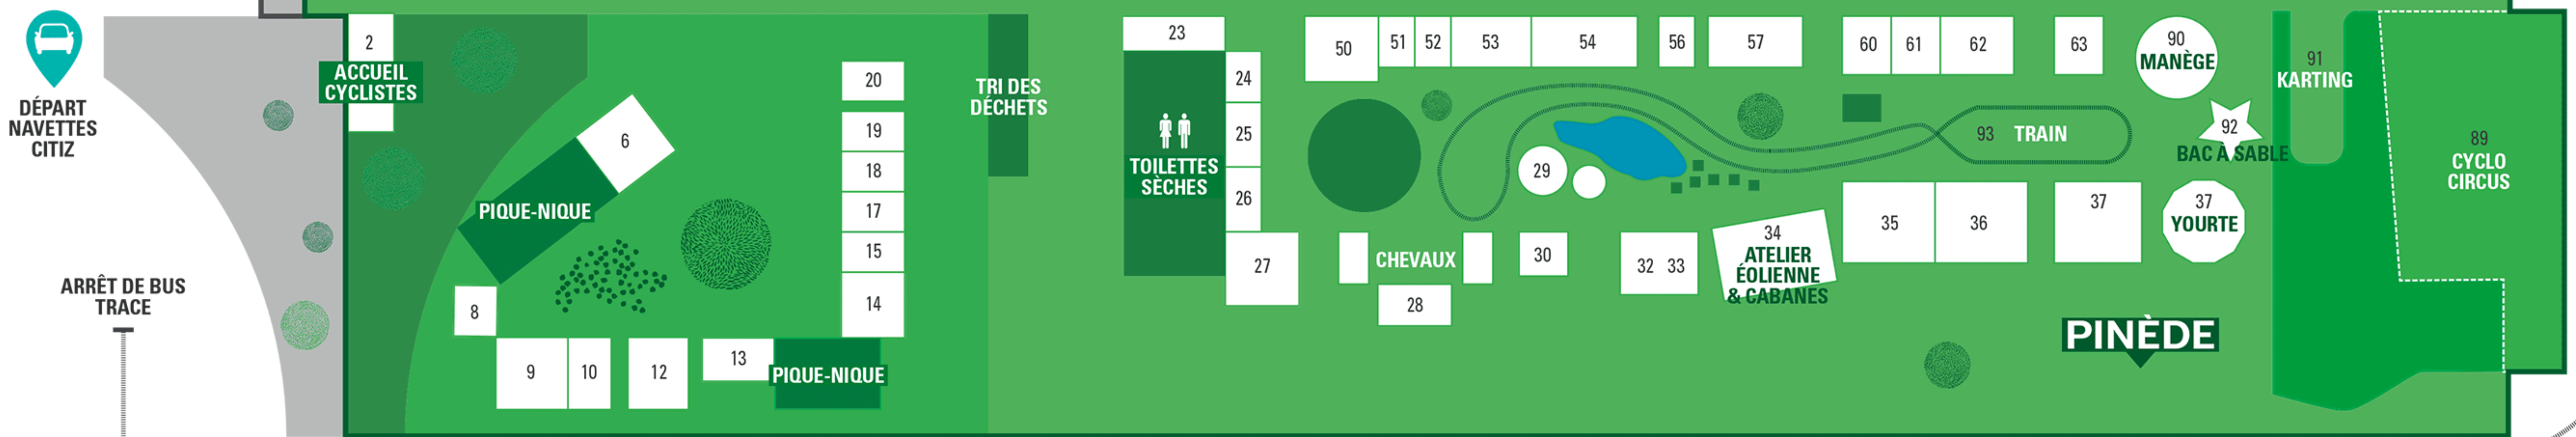 DÉPART
NAVETTES
CITIZ
ARRÊT DE BUS
TRACE
2
ACCUEIL
CYCLISTES
6
PIQUE-NIQUE
8
9
10
12
13
PIQUE-NIQUE
20
19
18
17
15
14
TRI DES
DÉCHETS
23
TOILETTES
SÈCHES
24
25
26
27
50
51
52
53
54
56
57
60
61
62
63
29
CHEVAUX
28
30
32
33
34
ATELIER
ÉOLIENNE
& CABANES
35
36
37
93 TRAIN
90
MANÈGE
92
BAC À SABLE
37
YOURTE
PINÈDE
91
KARTING
89
CYCLO
CIRCUS